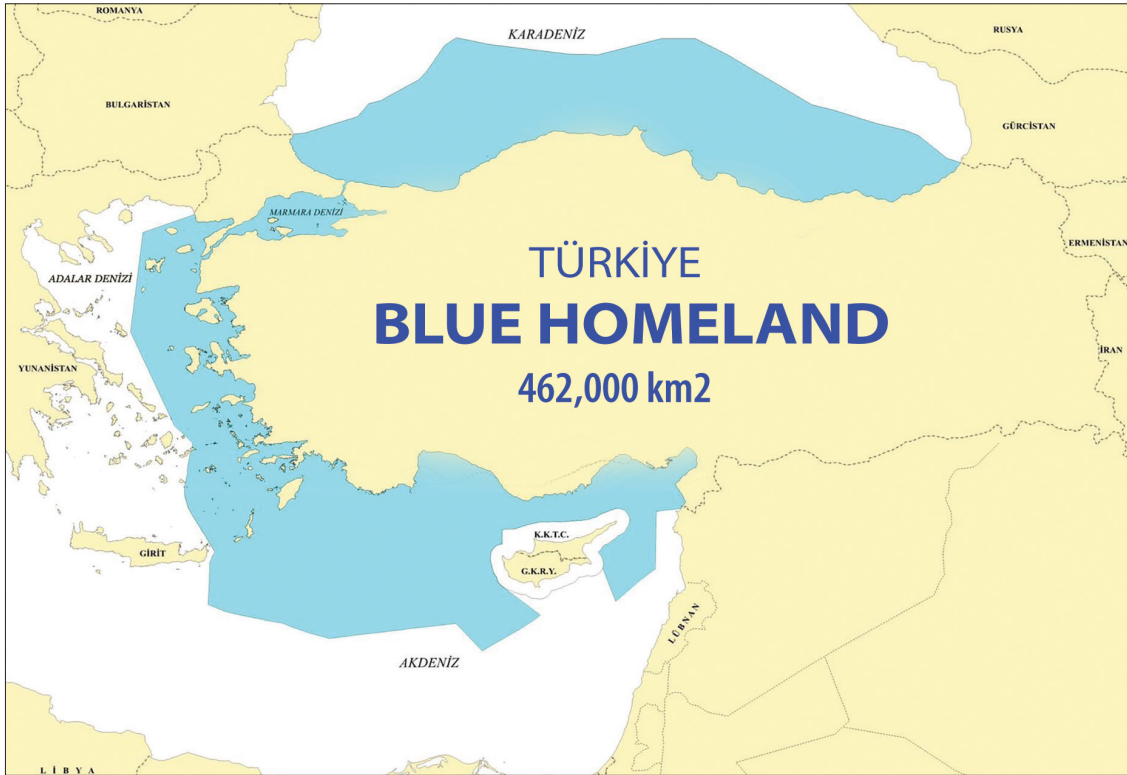 ROMANYA
KARADENİZ
RUSYA
BULGARİSTAN
GÜRCİSTAN
MARMARA DENİZİ
ERMENİSTAN
TÜRKİYE
ADALAR DENİZİ
BLUE HOMELAND
İRAN
YUNANİSTAN
462,000 km2
K.K.T.C.
GİRİT
G.K.R.Y.
LÜBNAN
AKDENİZ
LİBYA